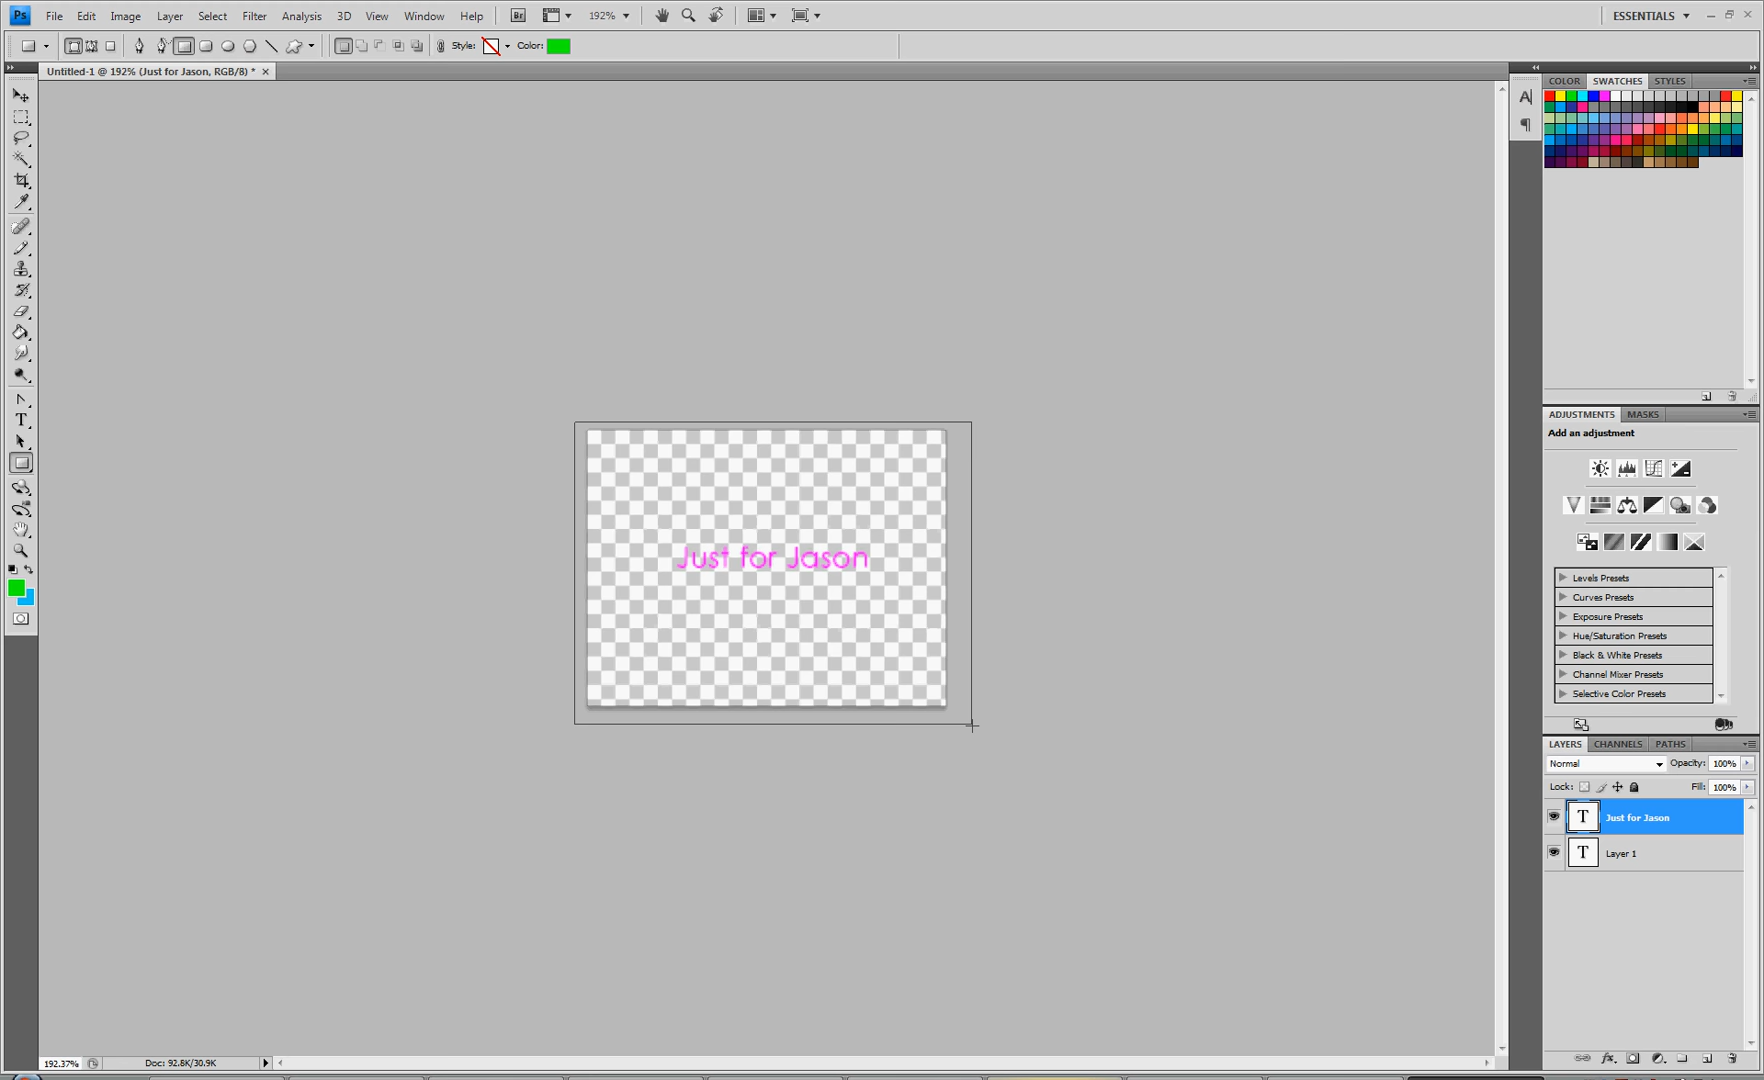 Ps File Edit Image Layer Select Filter Analysis 3D View Window Help Br 192% ESSENTIALS
Style: Color:
Untitled-1 @ 192% (Just for Jason, RGB/8) * x
COLOR SWATCHES STYLES
A
¶
T
Just for Jason
ADJUSTMENTS MASKS
Add an adjustment
Levels Presets
Curves Presets
Exposure Presets
Hue/Saturation Presets
Black & White Presets
Channel Mixer Presets
Selective Color Presets
LAYERS CHANNELS PATHS
Normal Opacity: 100%
Lock: Fill: 100%
T Just for Jason
T Layer 1
fx
192.37% Doc: 92.8K/30.9K